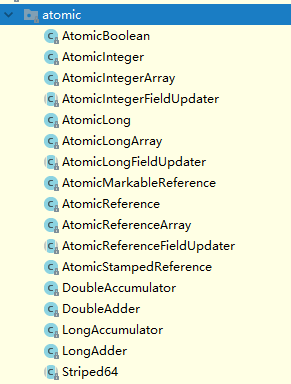 atomic
AtomicBoolean
AtomicInteger
AtomicIntegerArray
AtomicIntegerFieldUpdater
AtomicLong
AtomicLongArray
AtomicLongFieldUpdater
AtomicMarkableReference
AtomicReference
AtomicReferenceArray
AtomicReferenceFieldUpdater
AtomicStampedReference
DoubleAccumulator
DoubleAdder
LongAccumulator
LongAdder
Striped64